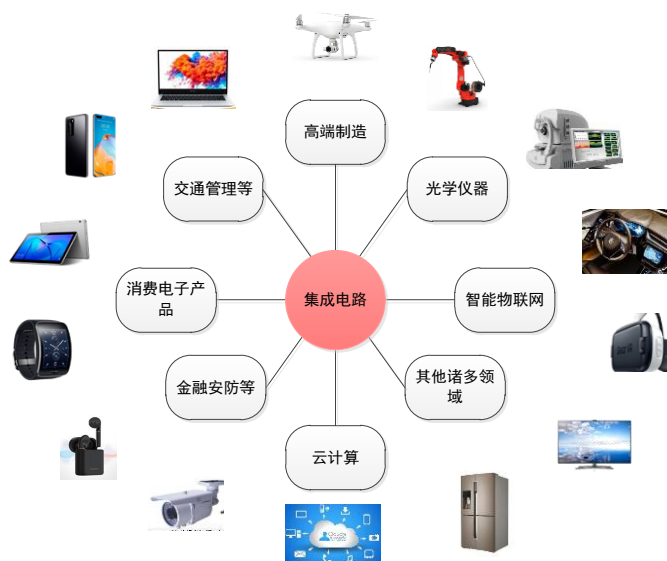 高端制造
交通管理等
光学仪器
消费电子产
品
集成电路
智能物联网
金融安防等
其他诸多领
域
云计算